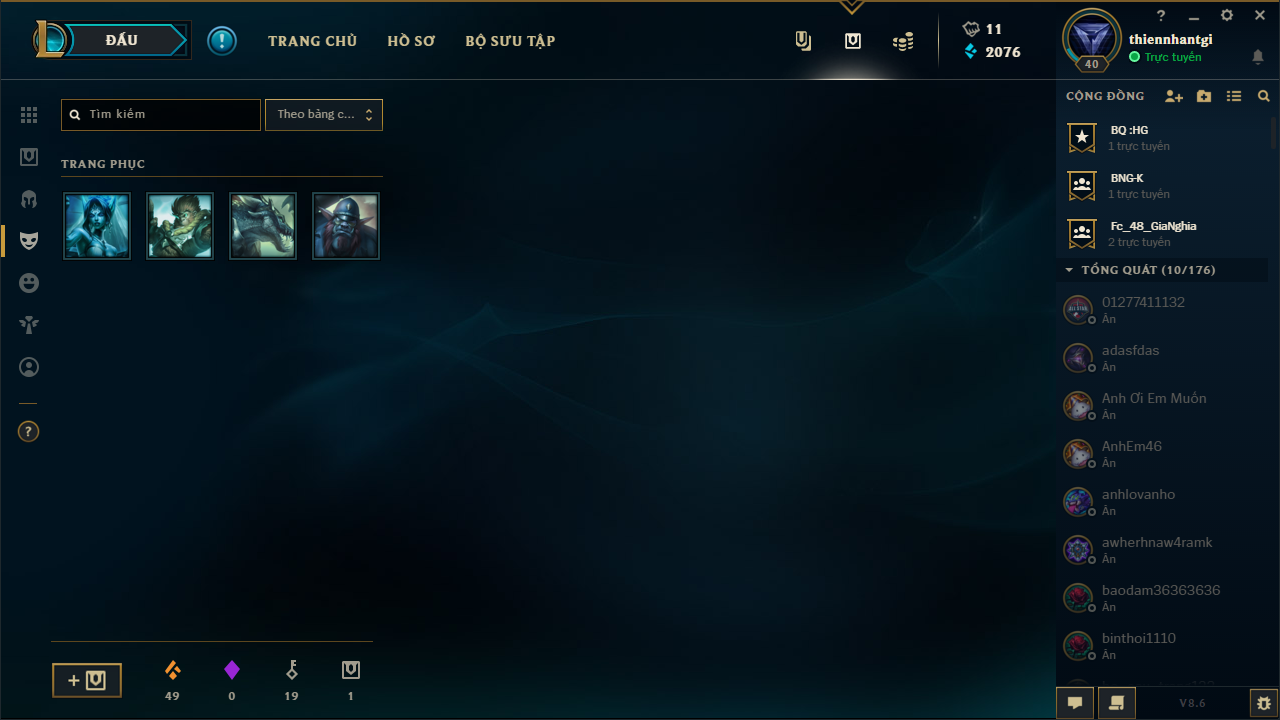 ĐẤU
TRANG CHỦ
HỒ SƠ
BỘ SƯU TẬP
11
2076
?
40
thiennhantgi
Trực tuyến
Tìm kiếm
Theo bảng c...
TRANG PHỤC
?
49
0
19
1
CỘNG ĐỒNG
BQ :HG
1 trực tuyến
BNG-K
1 trực tuyến
Fc_48_GiaNghia
2 trực tuyến
TỔNG QUÁT (10/176)
01277411132
Ẩn
adasfdas
Ẩn
Anh Ơi Em Muốn
Ẩn
AnhEm46
Ẩn
anhlovanho
Ẩn
awherhnaw4ramk
Ẩn
baodam36363636
Ẩn
binthoi1110
Ẩn
V8.6